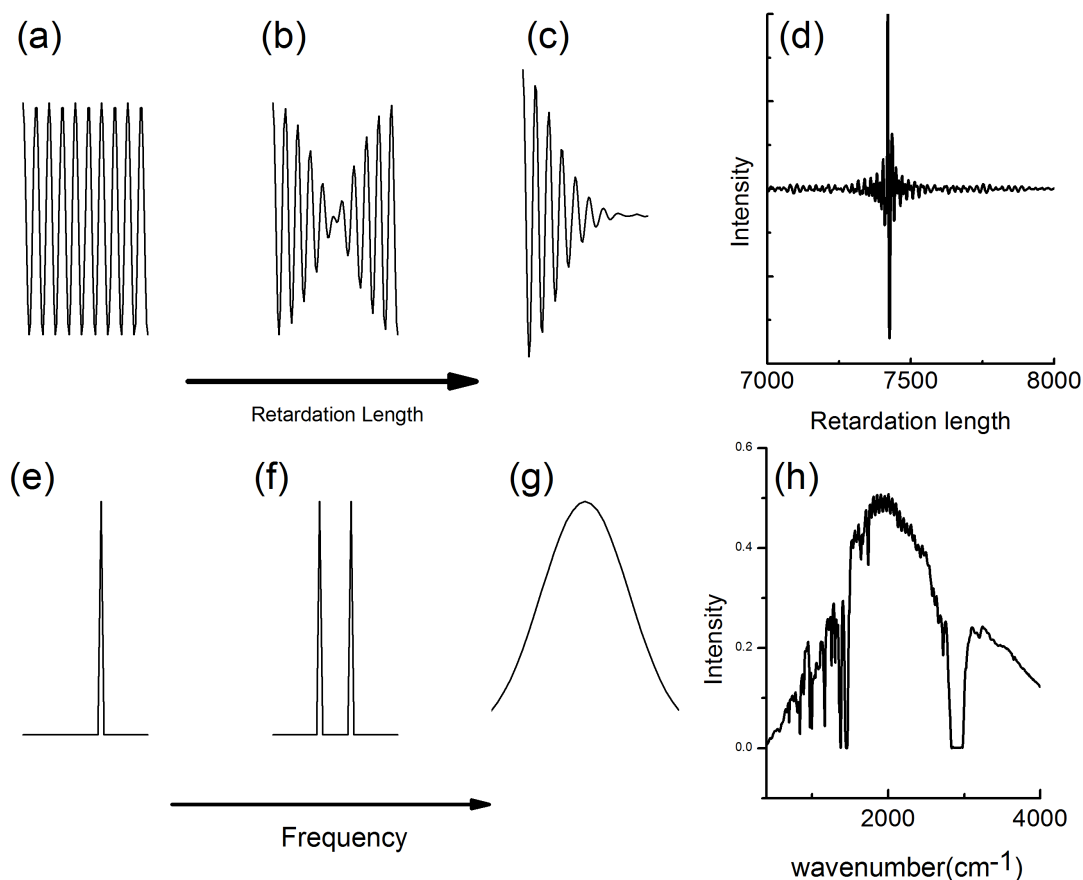 (a)
(b)
(c)
(d)
Intensity
7000
7500
8000
Retardation length
Retardation Length
(e)
(f)
(g)
(h)
0.6
0.4
0.2
0.0
Intensity
2000
4000
wavenumber(cm-1)
Frequency